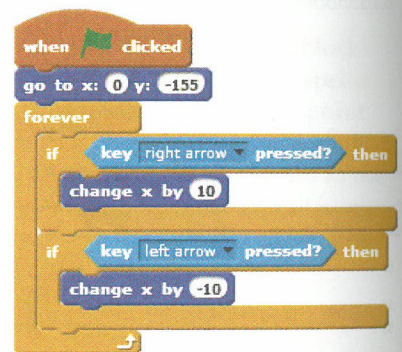 when clicked
go to x: 0 y: -155
forever
if key right arrow pressed? then
change x by 10
if key left arrow pressed? then
change x by -10